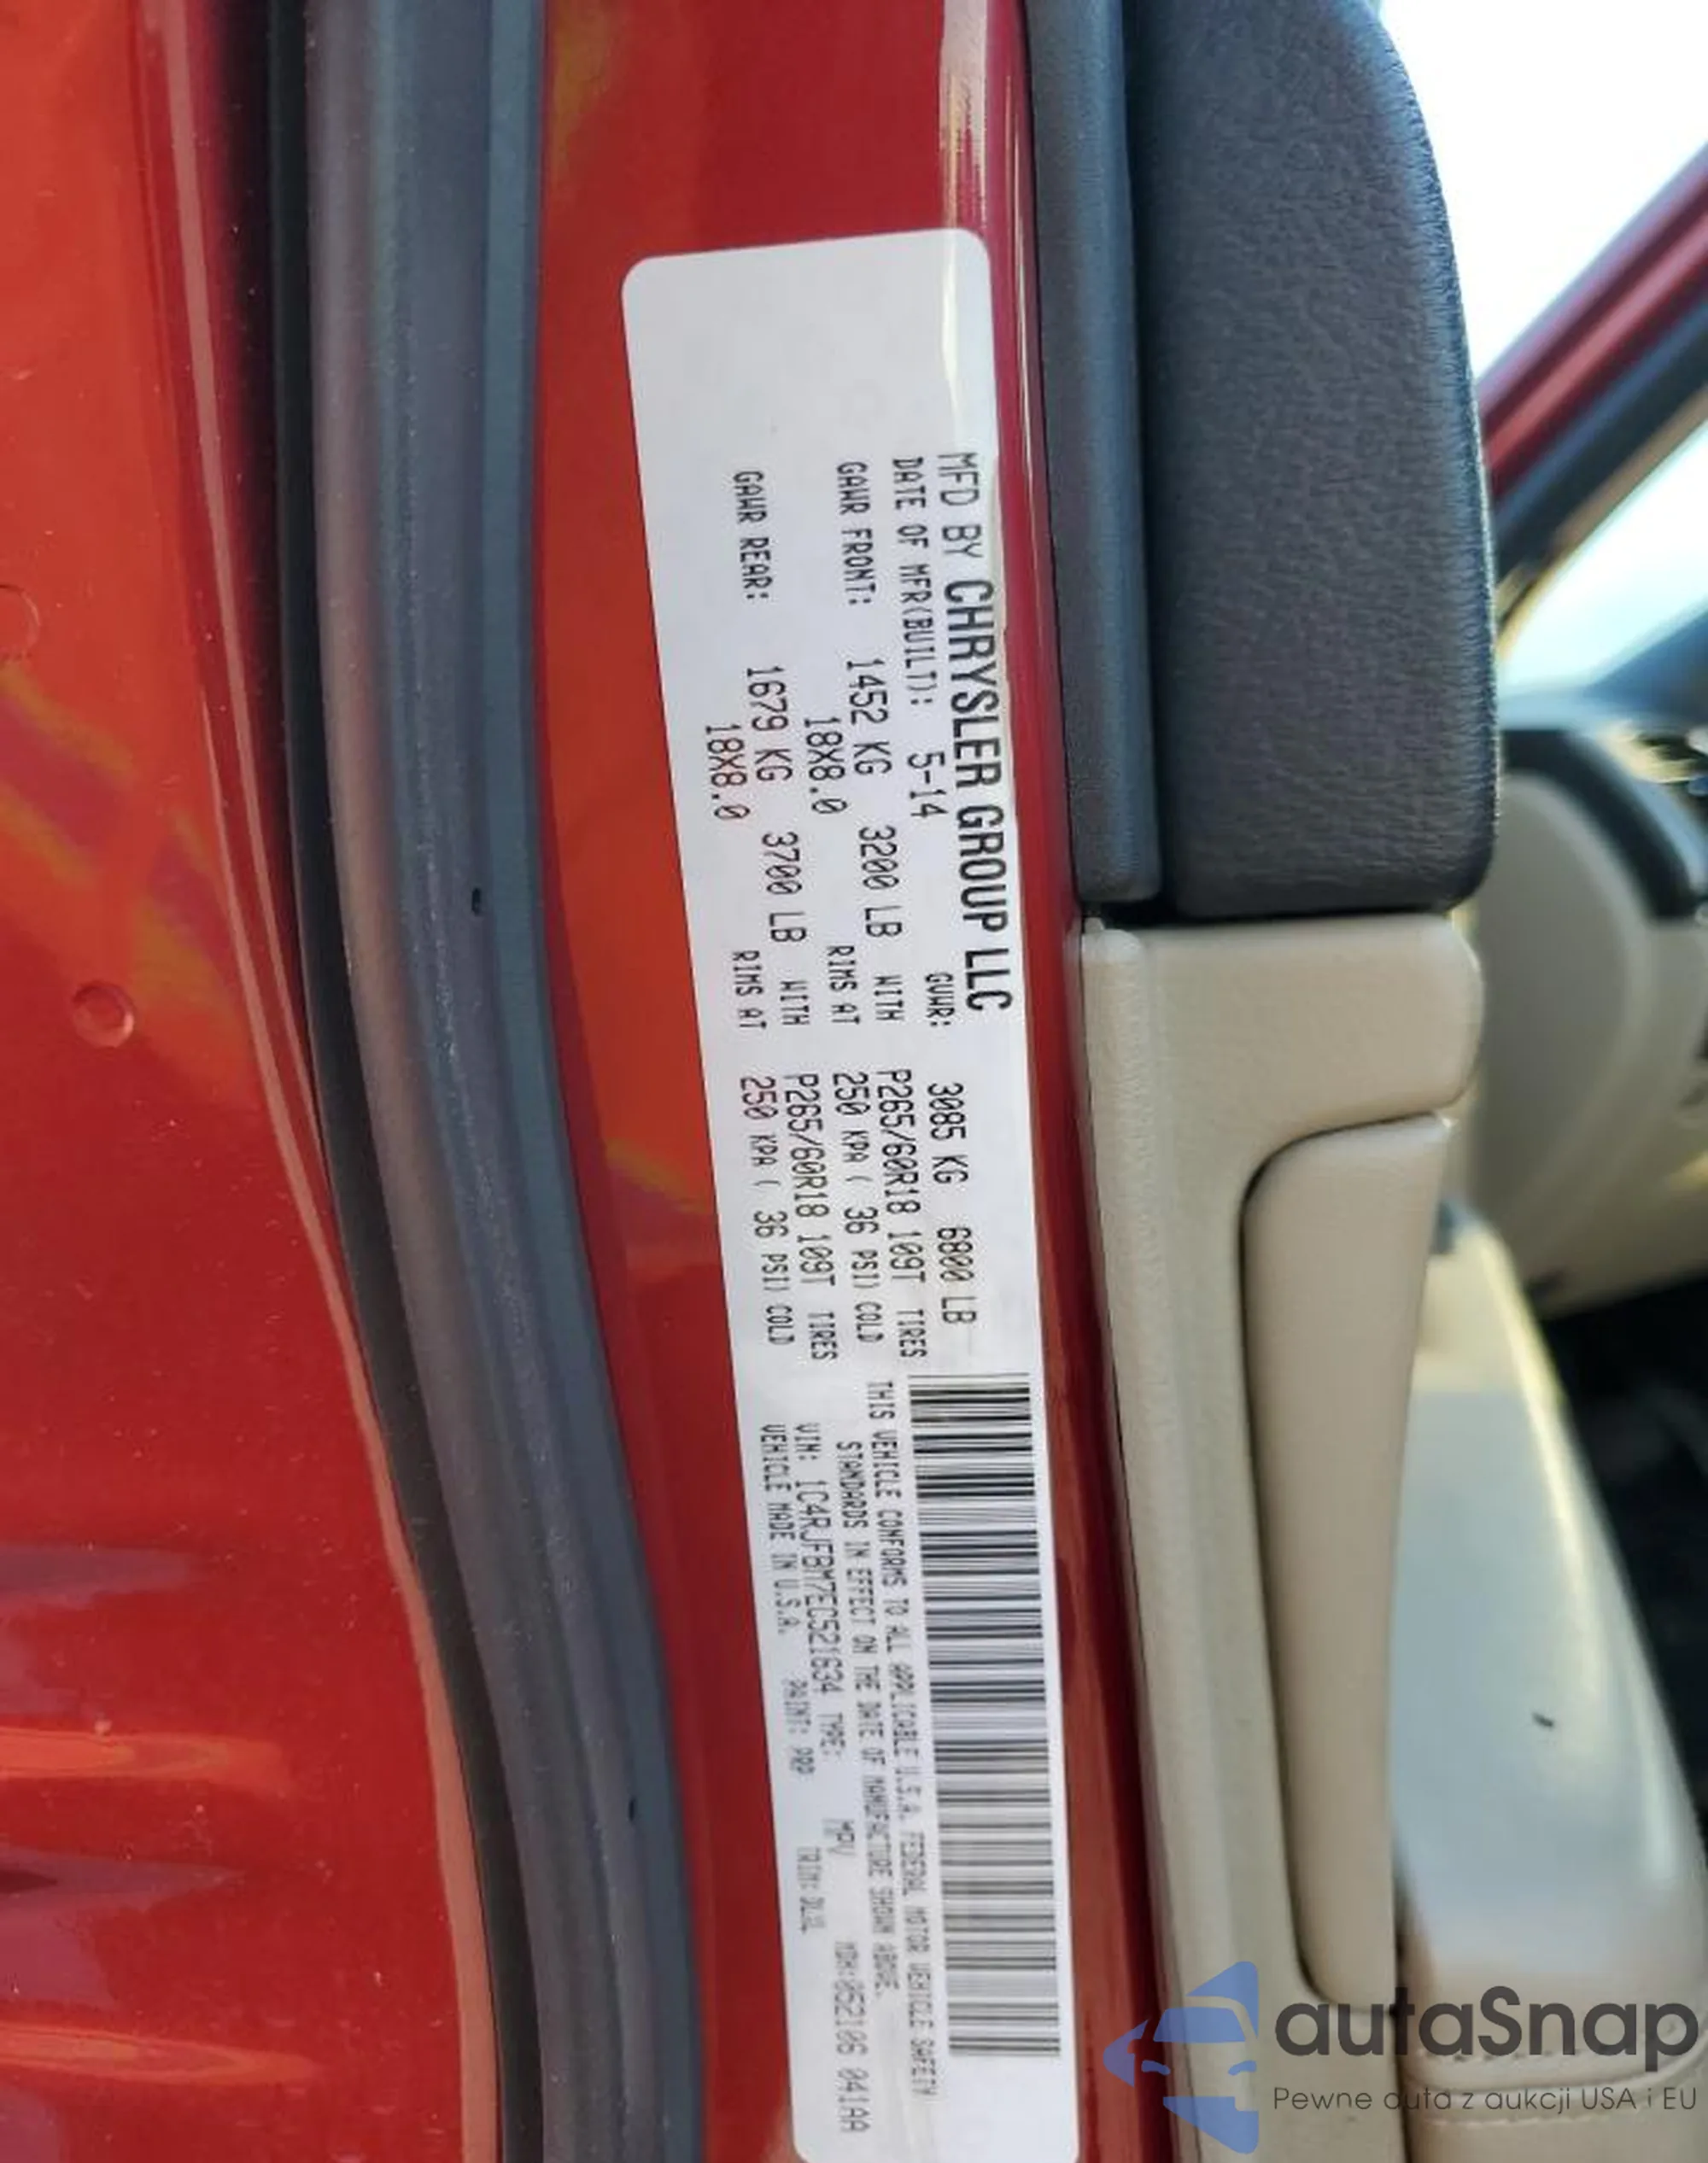 MFD BY CHRYSLER GROUP LLC
DATE OF MFR(BUILT): 5-14 GVWR: 3085 KG 6800 LB
GAWR FRONT: 1452 KG 3200 LB WITH P265/60R18 109T TIRES
18X8.0 RIMS AT 250 KPA ( 36 PSI) COLD
GAWR REAR: 1679 KG 3700 LB WITH P265/60R18 109T TIRES
18X8.0 RIMS AT 250 KPA ( 36 PSI) COLD
THIS VEHICLE CONFORMS TO ALL APPLICABLE U.S.A. FEDERAL MOTOR VEHICLE SAFETY
STANDARDS IN EFFECT ON THE DATE OF MANUFACTURE SHOWN ABOVE.
VIN: 1C4RJFBM7EC521634 TYPE: MPV MDH:052106 041AA
VEHICLE MADE IN U.S.A. PAINT: PRP TRIM:
autaSnap
Pewne auta z aukcji USA i EU